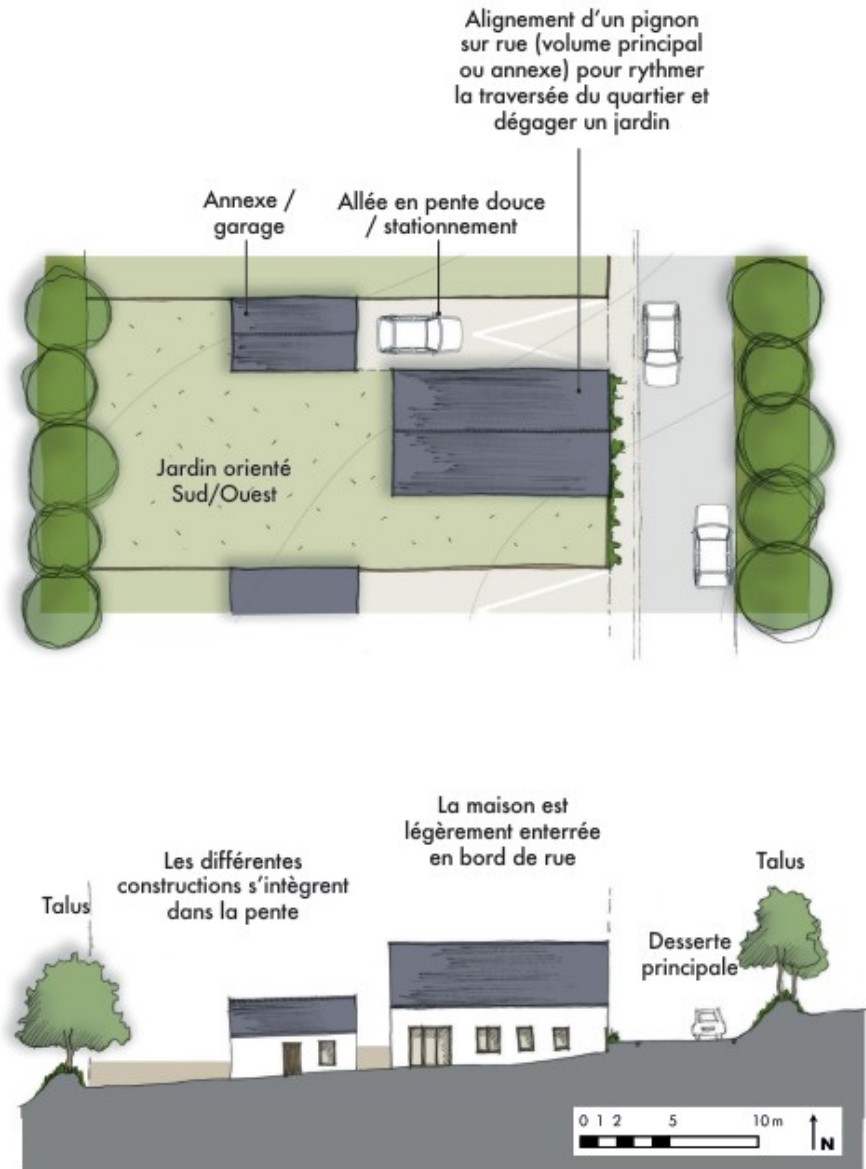 Alignement d'un pignon
sur rue (volume principal
ou annexe) pour rythmer
la traversée du quartier et
dégager un jardin
Annexe /
garage
Allée en pente douce
/ stationnement
Jardin orienté
Sud/Ouest
La maison est
légèrement enterrée
en bord de rue
Les différentes
constructions s'intègrent
dans la pente
Talus
Talus
Desserte
principale
0 1 2 5 10 m
N